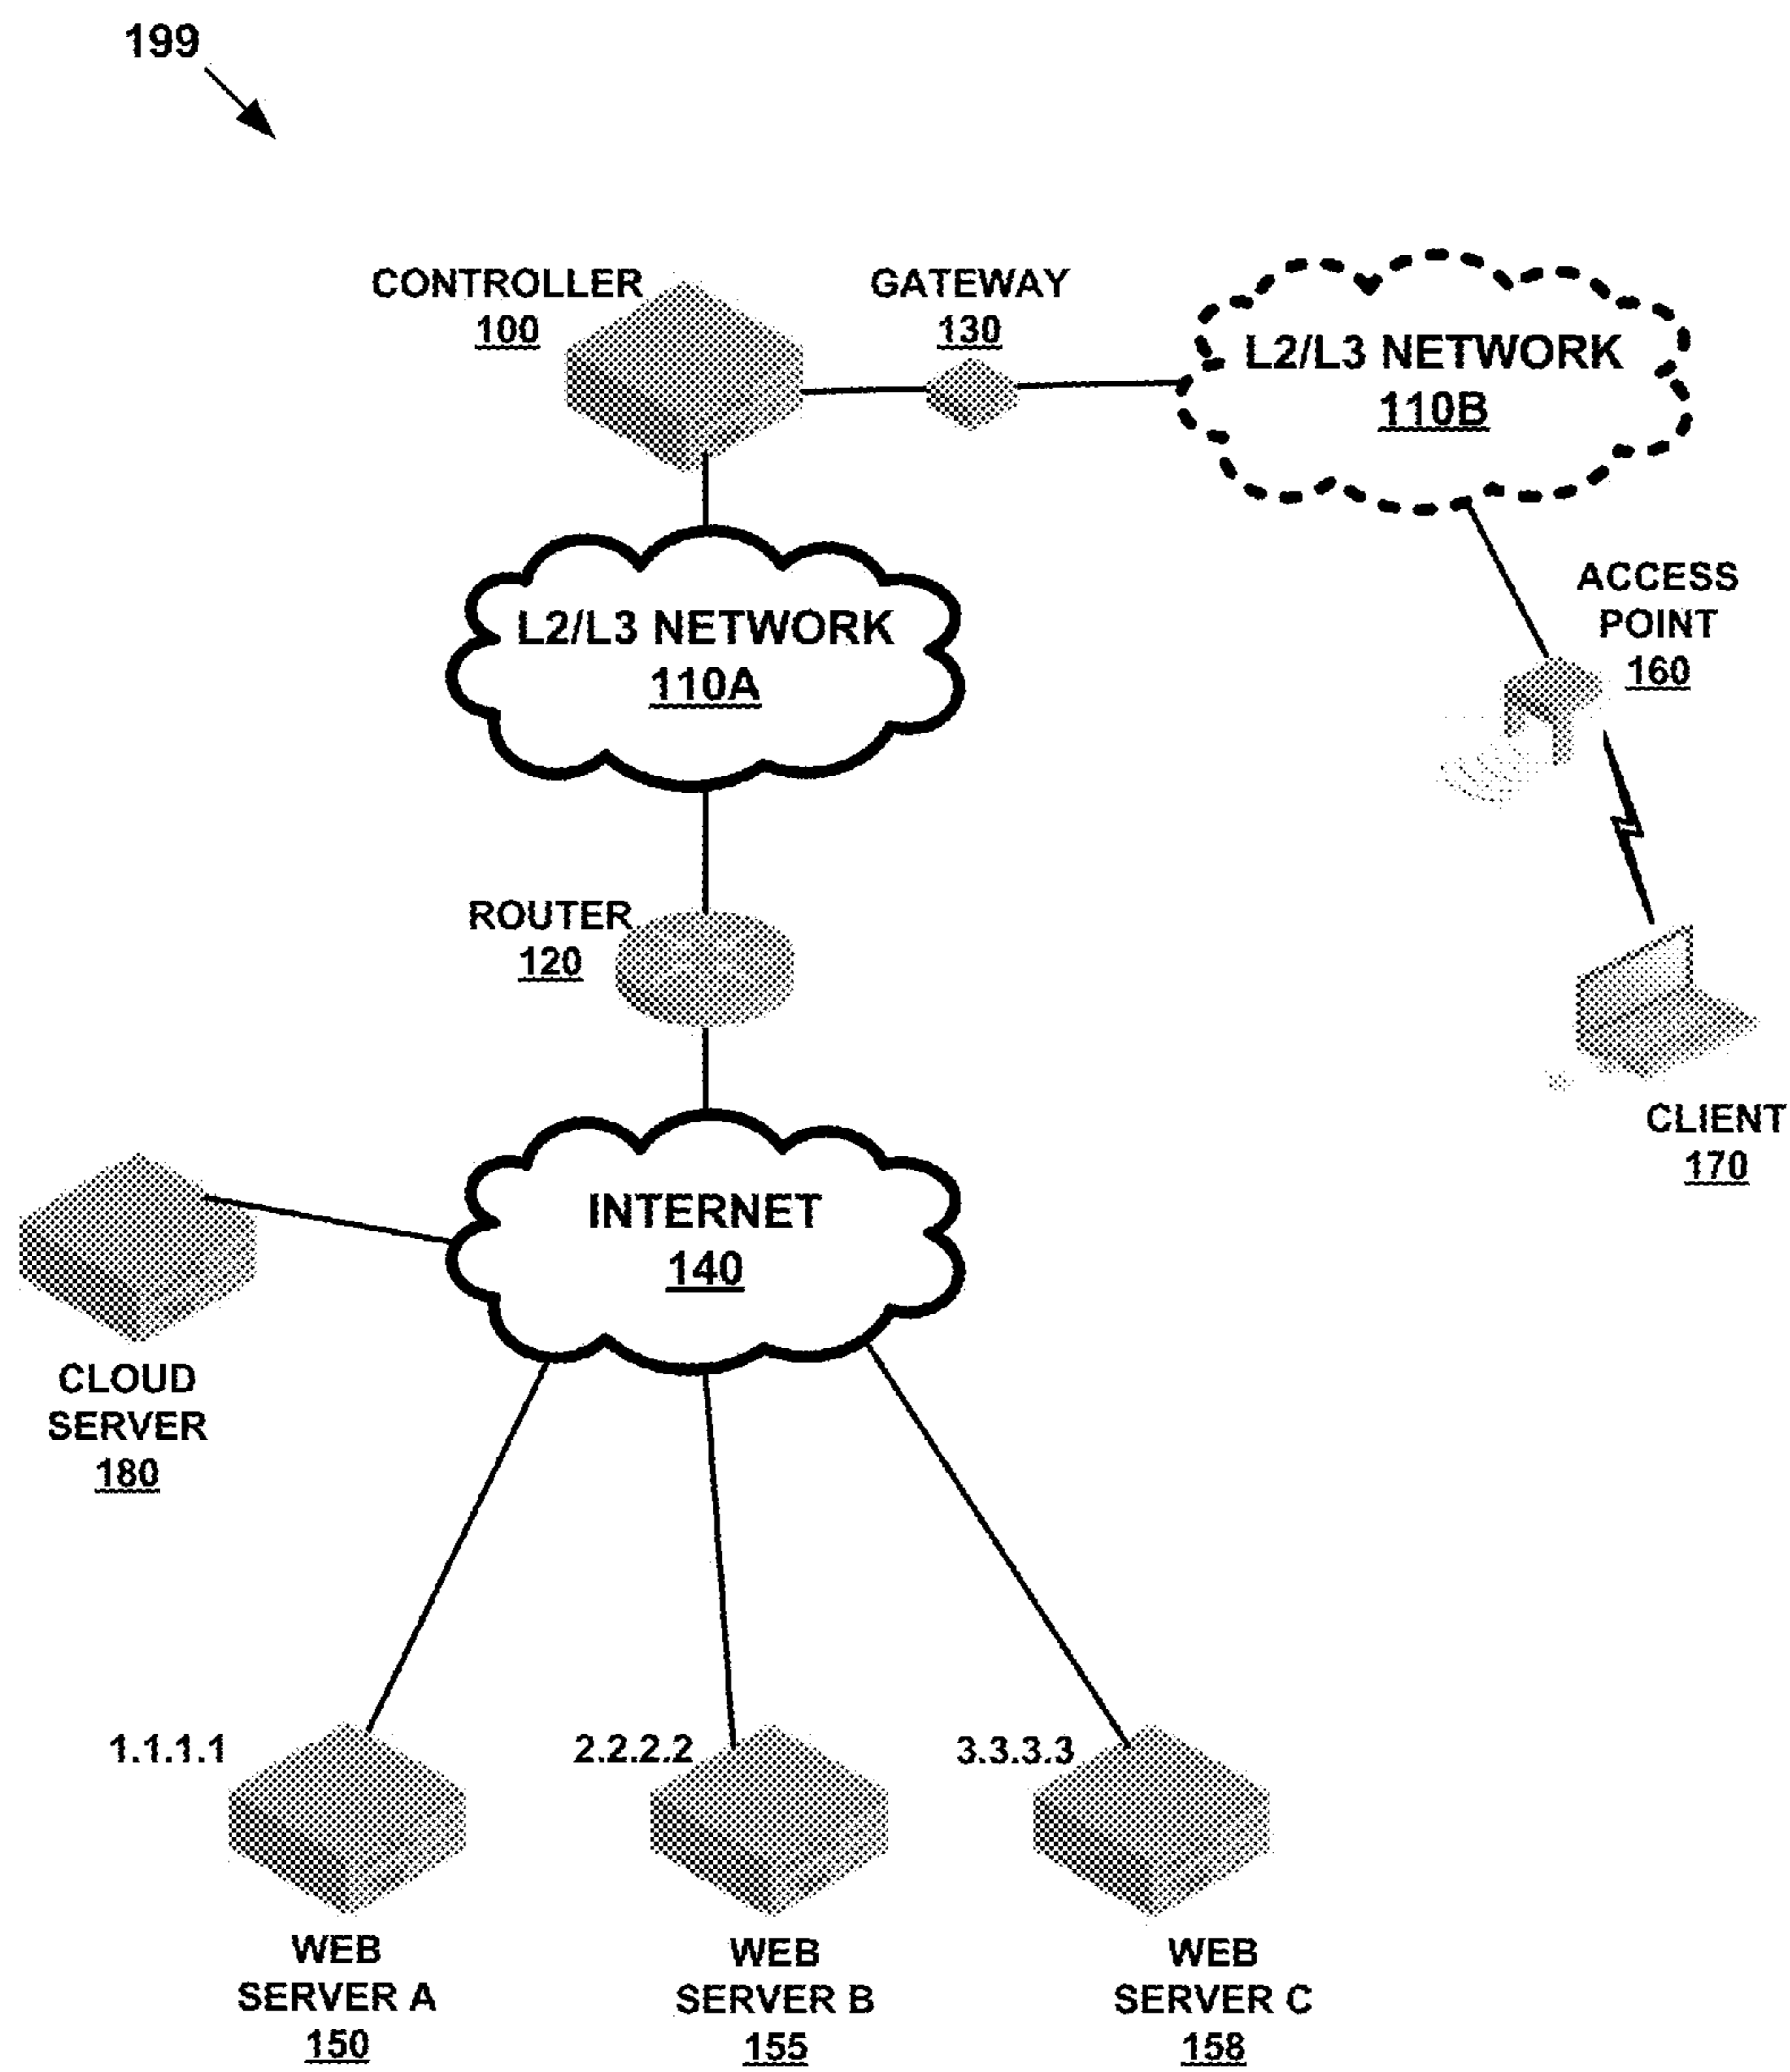 199
CONTROLLER
100
GATEWAY
130
L2/L3 NETWORK
110B
L2/L3 NETWORK
110A
ACCESS
POINT
160
ROUTER
120
CLIENT
170
INTERNET
140
CLOUD
SERVER
180
1.1.1.1
2.2.2.2
3.3.3.3
WEB
SERVER A
150
WEB
SERVER B
155
WEB
SERVER C
158